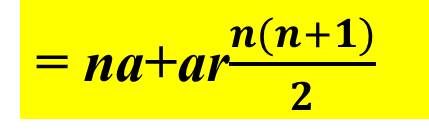 = na+ar n(n+1)/2